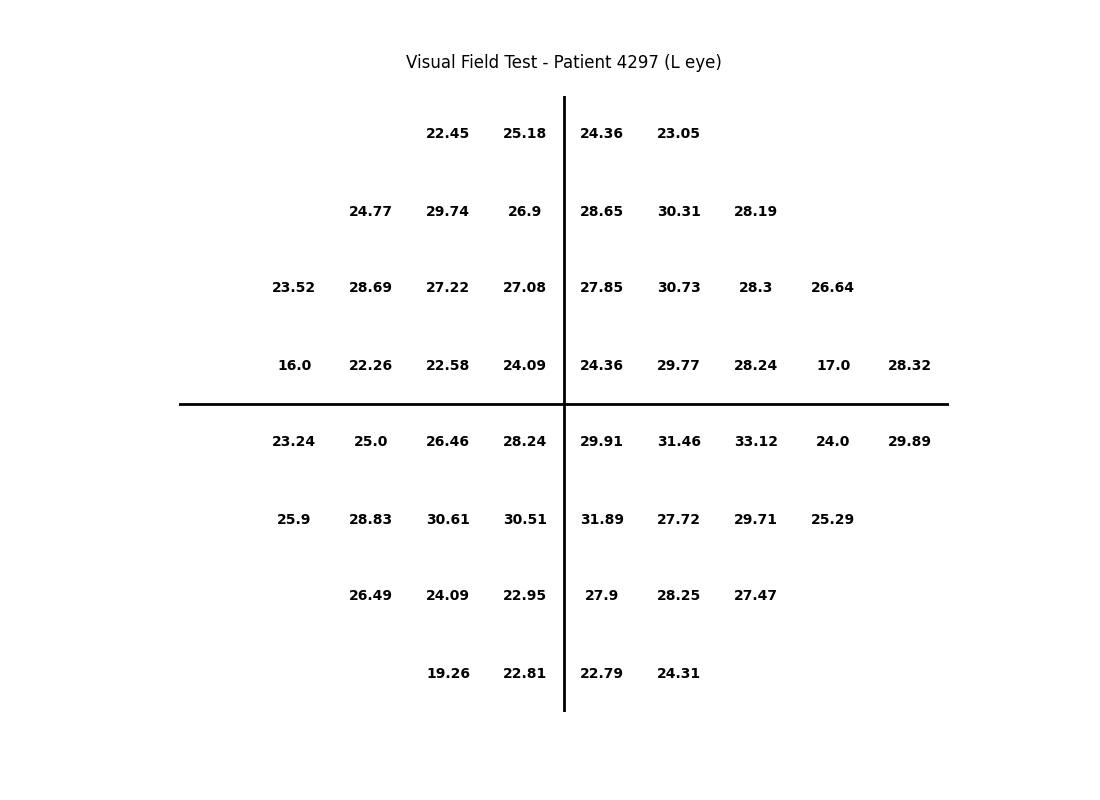 Visual Field Test - Patient 4297 (L eye)
22.45 25.18 24.36 23.05
24.77 29.74 26.9 28.65 30.31 28.19
23.52 28.69 27.22 27.08 27.85 30.73 28.3 26.64
16.0 22.26 22.58 24.09 24.36 29.77 28.24 17.0 28.32
23.24 25.0 26.46 28.24 29.91 31.46 33.12 24.0 29.89
25.9 28.83 30.61 30.51 31.89 27.72 29.71 25.29
26.49 24.09 22.95 27.9 28.25 27.47
19.26 22.81 22.79 24.31